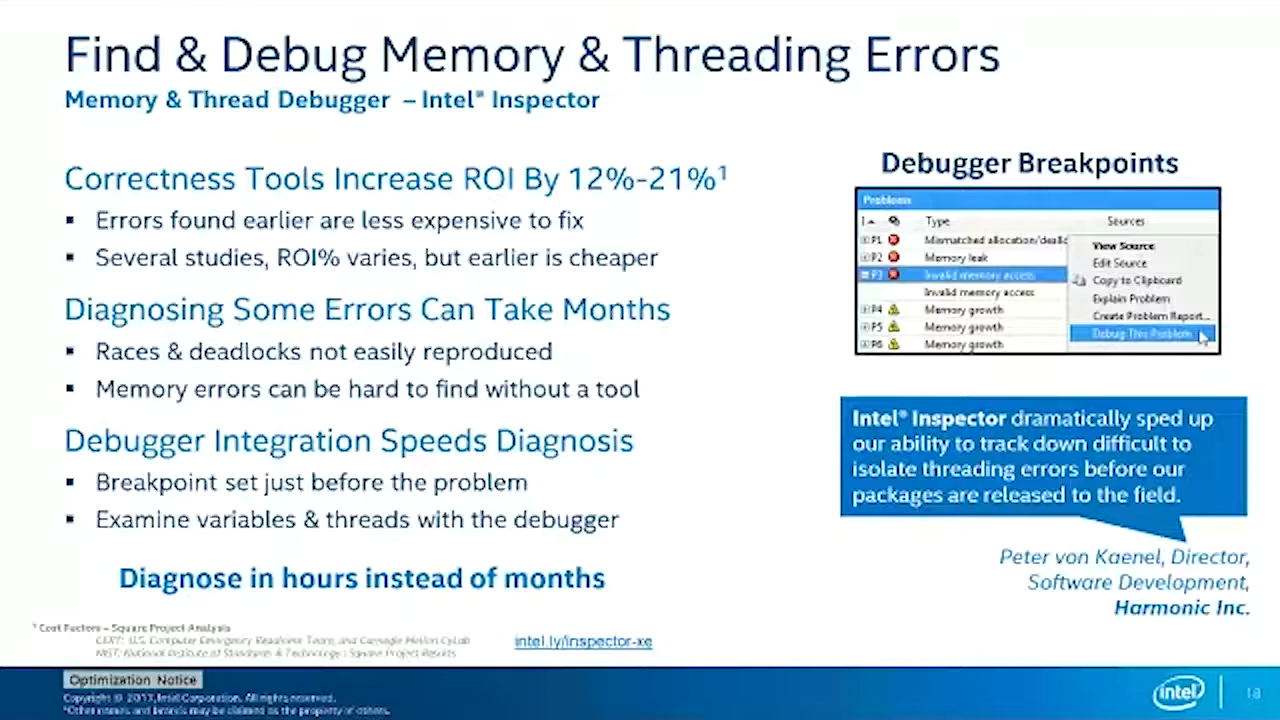 Find & Debug Memory & Threading Errors
Memory & Thread Debugger – Intel® Inspector
Correctness Tools Increase ROI By 12%-21%¹
▪ Errors found earlier are less expensive to fix
▪ Several studies, ROI% varies, but earlier is cheaper
Diagnosing Some Errors Can Take Months
▪ Races & deadlocks not easily reproduced
▪ Memory errors can be hard to find without a tool
Debugger Integration Speeds Diagnosis
▪ Breakpoint set just before the problem
▪ Examine variables & threads with the debugger
Diagnose in hours instead of months
Debugger Breakpoints
Problems
Type Sources
P1 Mismatched allocation/deallo
P2 Memory leak
P3 Invalid memory access
Invalid memory access
P4 Memory growth
P5 Memory growth
P6 Memory growth
View Source
Edit Source
Copy to Clipboard
Explain Problem
Create Problem Report...
Debug This Problem
Intel® Inspector dramatically sped up
our ability to track down difficult to
isolate threading errors before our
packages are released to the field.
Peter von Kaenel, Director,
Software Development,
Harmonic Inc.
¹ Cost Factors – Square Project Analysis
CERT: U.S. Computer Emergency Readiness Team, and Carnegie Mellon CyLab
NIST: National Institute of Standards & Technology : Square Project Results
intel.ly/inspector-xe
Optimization Notice
Copyright © 2017, Intel Corporation. All rights reserved.
*Other names and brands may be claimed as the property of others.
intel
18